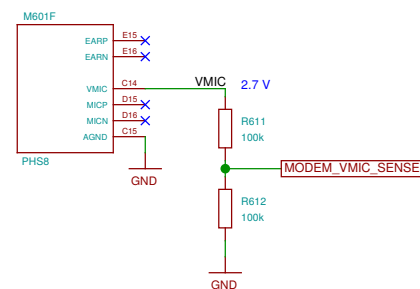 M601F
EARP E15
EARN E16
VMIC C14
VMIC 2.7 V
MICP D15
MICN D16
AGND C15
PHS8
GND
R611
100k
MODEM_VMIC_SENSE
R612
100k
GND